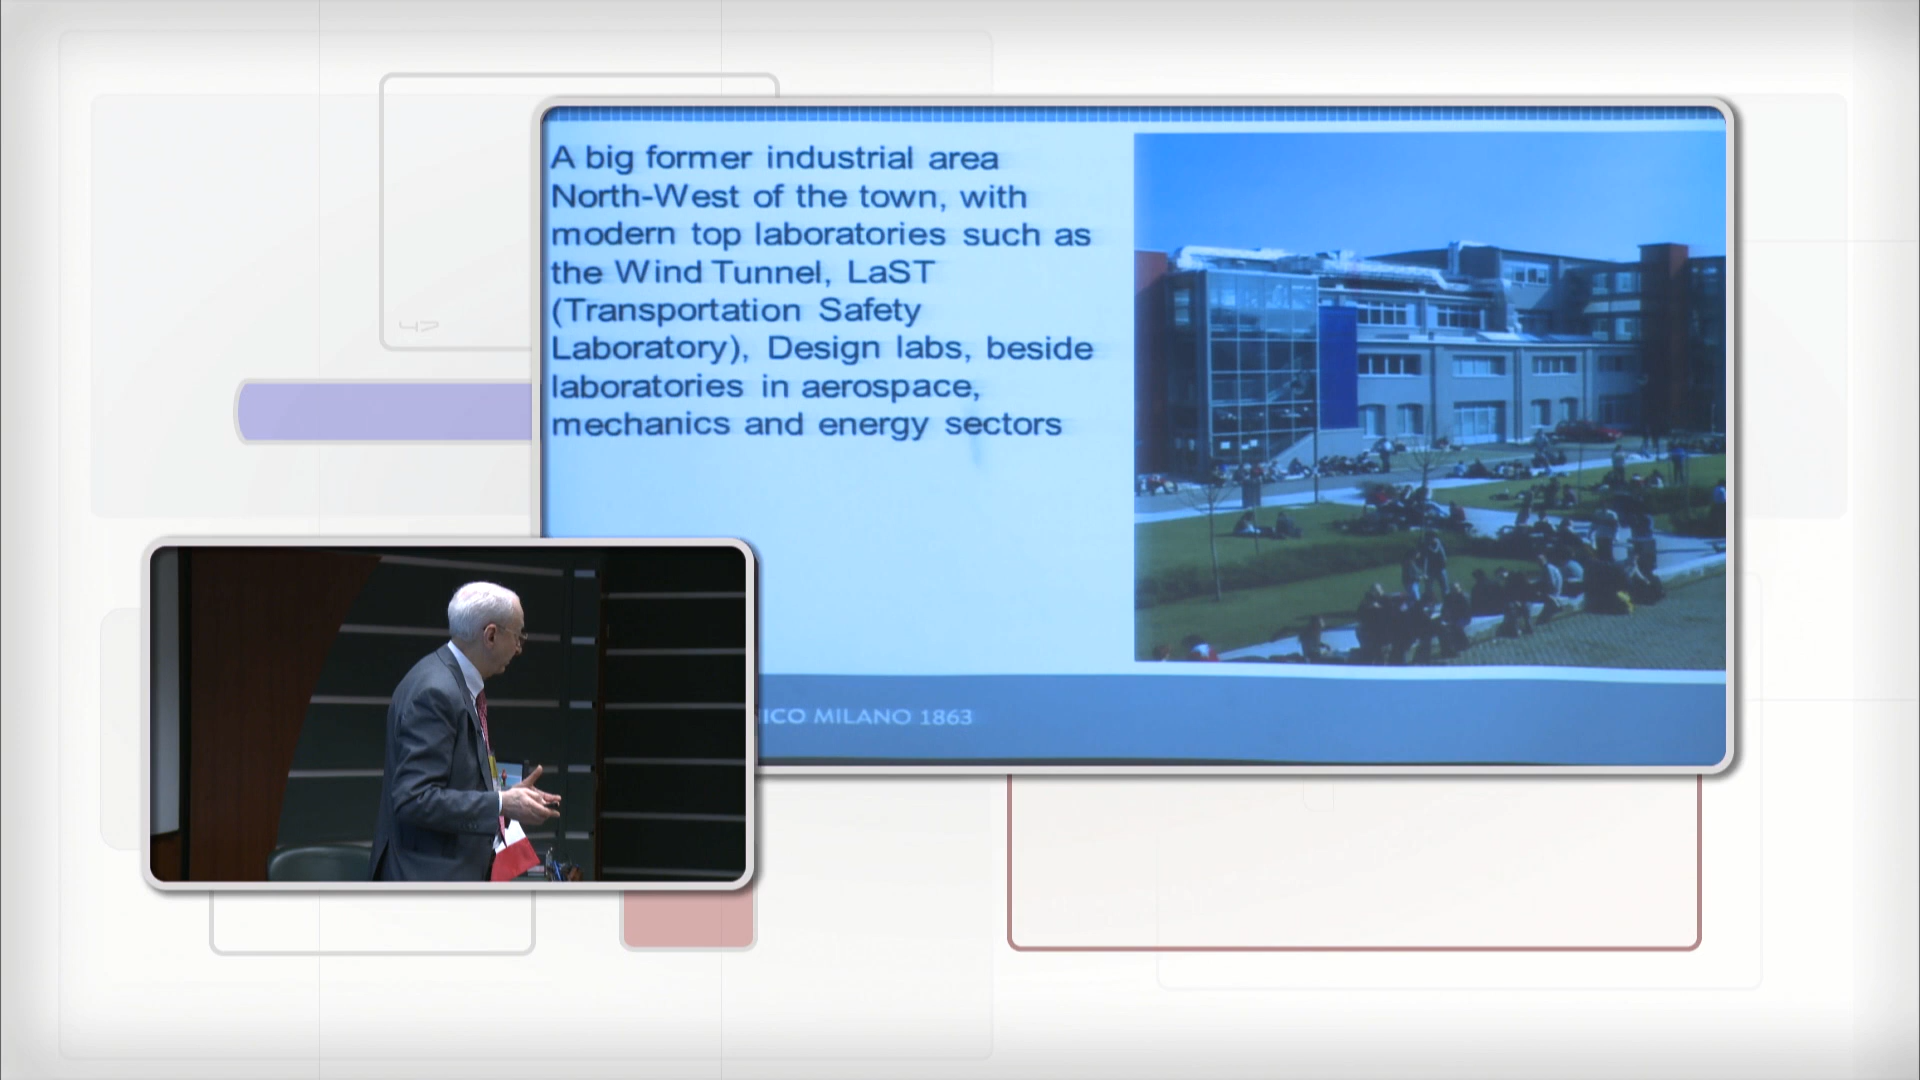 A big former industrial area
North-West of the town, with
modern top laboratories such as
the Wind Tunnel, LaST
(Transportation Safety
Laboratory), Design labs, beside
laboratories in aerospace,
mechanics and energy sectors
ICO MILANO 1863